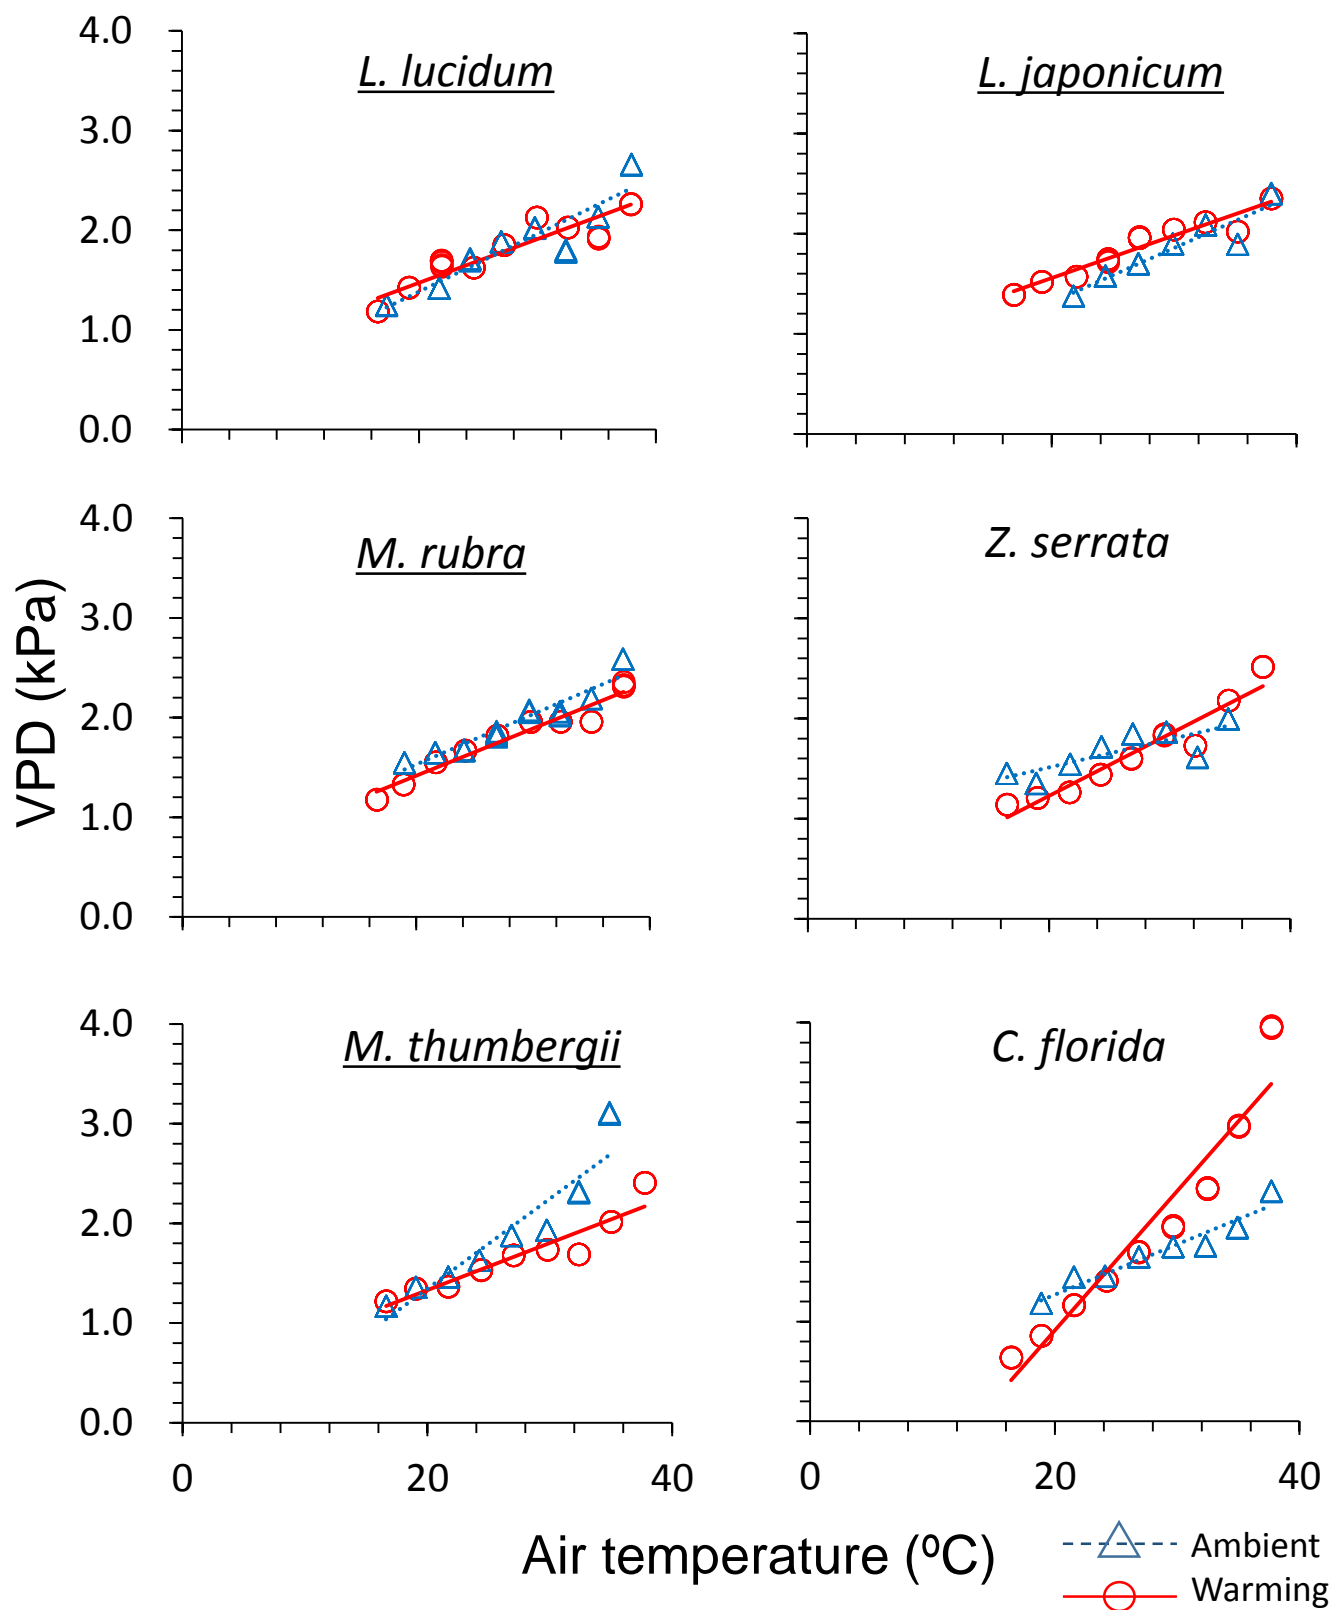 4.0
3.0
2.0
1.0
0.0
L. lucidum
L. japonicum
4.0
3.0
2.0
1.0
0.0
M. rubra
Z. serrata
VPD (kPa)
4.0
3.0
2.0
1.0
0.0
M. thumbergii
C. florida
0 20 40
0 20 40
Air temperature (⁰C)
Ambient
Warming